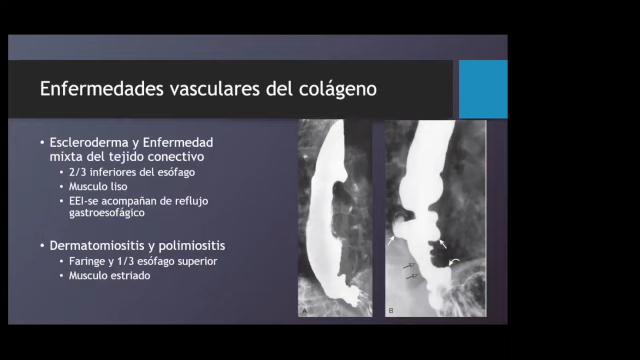 Enfermedades vasculares del colágeno
• Escleroderma y Enfermedad
mixta del tejido conectivo
• 2/3 inferiores del esófago
• Musculo liso
• EEI-se acompañan de reflujo
gastroesofágico
• Dermatomiositis y polimiositis
• Faringe y 1/3 esófago superior
• Musculo estriado
A
B